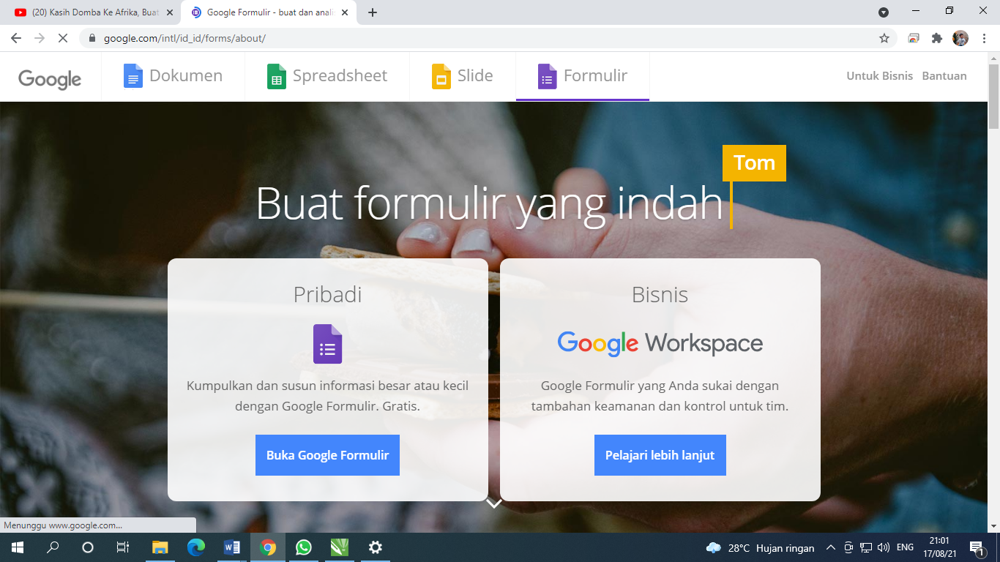 (20) Kasih Domba Ke Afrika, Buat
Google Formulir - buat dan anali
google.com/intl/id_id/forms/about/
Google
Dokumen
Spreadsheet
Slide
Formulir
Untuk Bisnis
Bantuan
Tom
Buat formulir yang indah
Pribadi
Kumpulkan dan susun informasi besar atau kecil
dengan Google Formulir. Gratis.
Buka Google Formulir
Bisnis
Google Workspace
Google Formulir yang Anda sukai dengan
tambahan keamanan dan kontrol untuk tim.
Pelajari lebih lanjut
Menunggu www.google.com...
28°C Hujan ringan
ENG
21:01
17/08/21
1